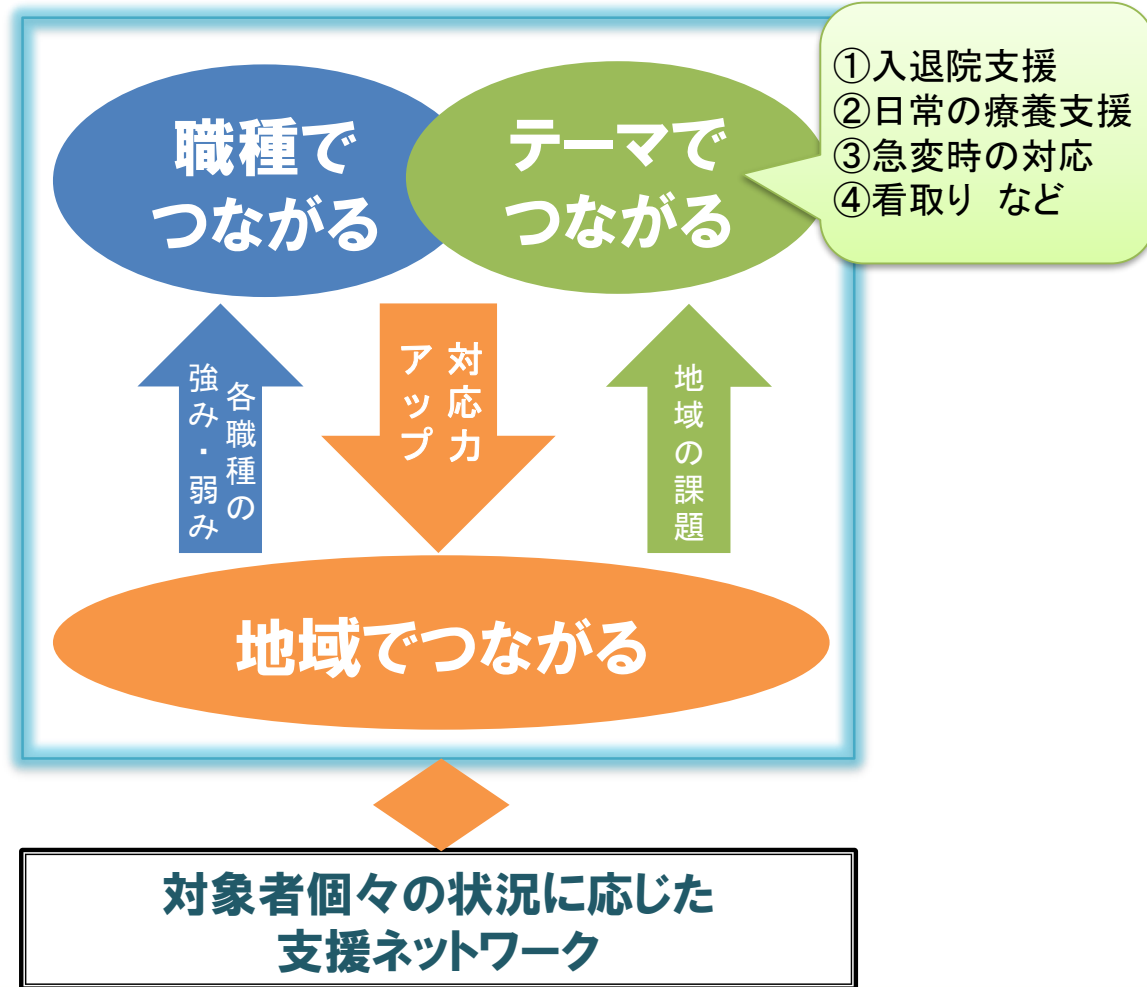 職種で
つながる
テーマで
つながる
①入退院支援
②日常の療養支援
③急変時の対応
④看取り など
各職種の
強み・弱み
対応力
アップ
地域の課題
地域でつながる
対象者個々の状況に応じた
支援ネットワーク